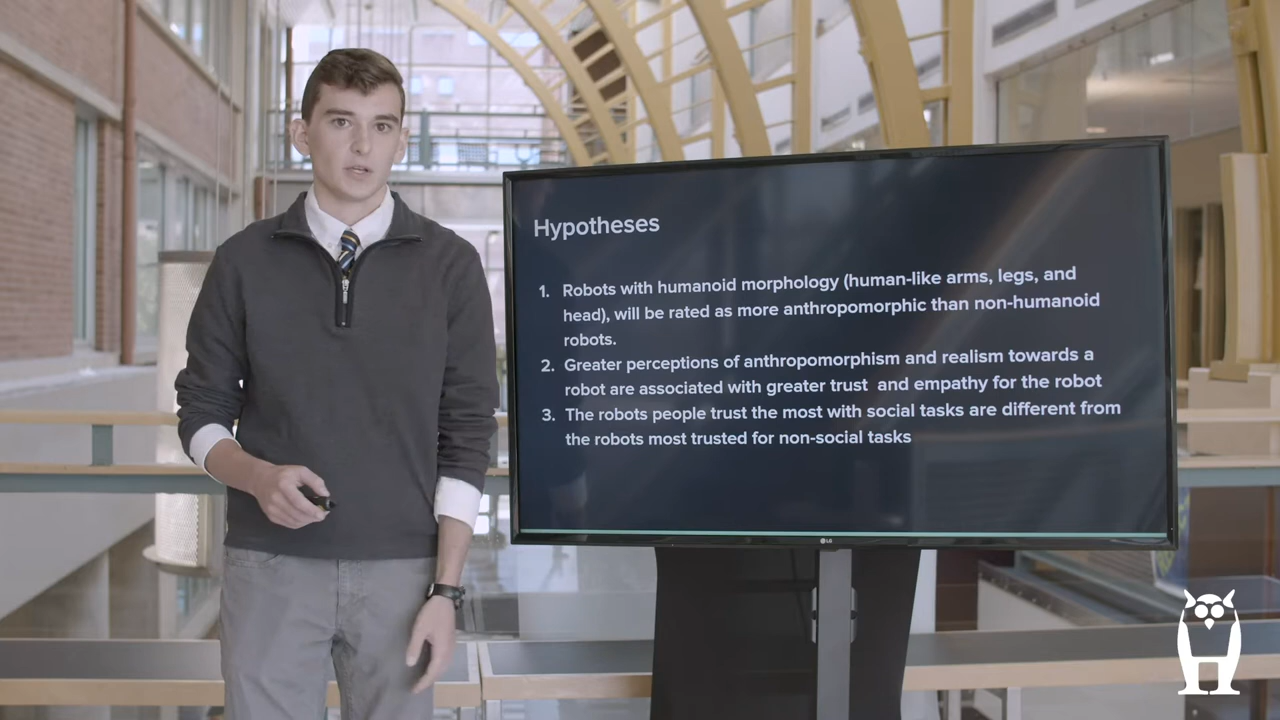 Hypotheses
1. Robots with humanoid morphology (human-like arms, legs, and
head), will be rated as more anthropomorphic than non-humanoid
robots.
2. Greater perceptions of anthropomorphism and realism towards a
robot are associated with greater trust and empathy for the robot
3. The robots people trust the most with social tasks are different from
the robots most trusted for non-social tasks
LG